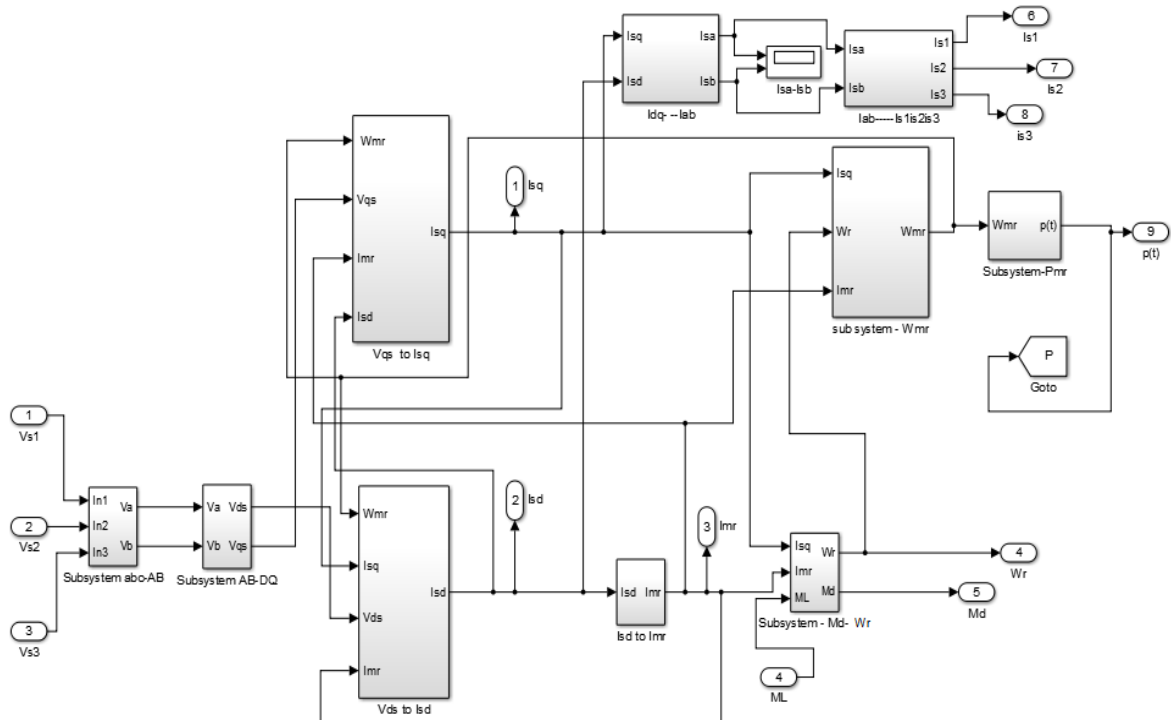 6
Is1
Isq
Isd
Isa
Isb
Idq- --Iab
Isa-Isb
Isa
Isb
Is1
Is2
Is3
Iab-----Is1is2is3
7
Is2
8
is3
Wmr
Vqs
Imr
Isd
Isq
Vqs to Isq
1
Isq
Isq
Wr
Imr
Wmr
sub system - Wmr
Wmr
p(t)
Subsystem-Pmr
9
p(t)
P
Goto
1
Vs1
2
Vs2
3
Vs3
In1
In2
In3
Va
Vb
Subsystem abo-AB
Va
Vb
Vds
Vqs
Subsystem AB-DQ
Wmr
Isq
Vds
Imr
Isd
Vds to Isd
2
Isd
Isd
Imr
Isd to Imr
3
Imr
Isq
Imr
ML
Wr
Md
Subsystem - Md- Wr
4
Wr
5
Md
4
ML